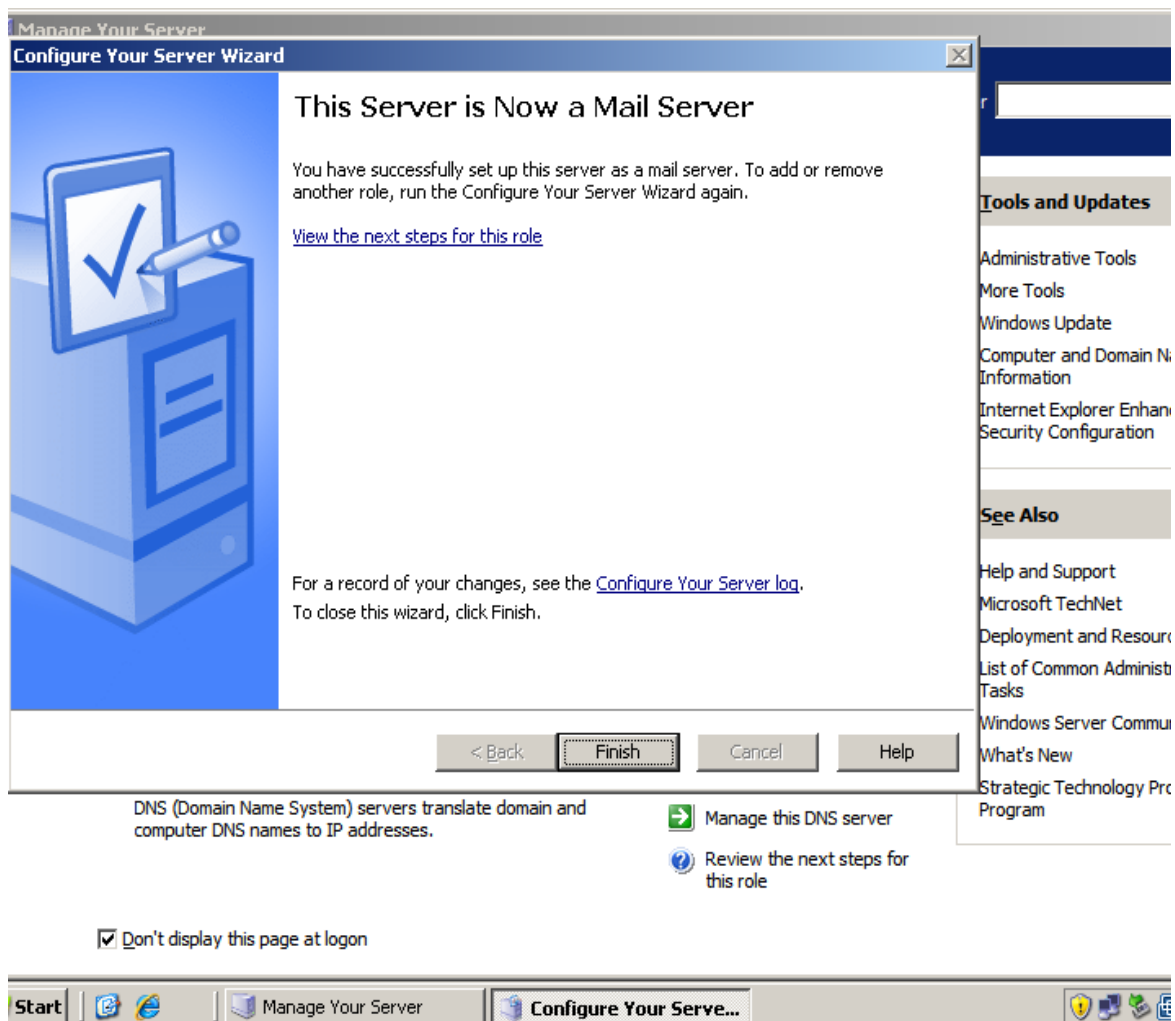 Manage Your Server
Configure Your Server Wizard
This Server is Now a Mail Server
You have successfully set up this server as a mail server. To add or remove
another role, run the Configure Your Server Wizard again.
View the next steps for this role
For a record of your changes, see the Configure Your Server log.
To close this wizard, click Finish.
< Back
Finish
Cancel
Help
r
Tools and Updates
Administrative Tools
More Tools
Windows Update
Computer and Domain Na
Information
Internet Explorer Enhanc
Security Configuration
See Also
Help and Support
Microsoft TechNet
Deployment and Resourc
List of Common Administr
Tasks
Windows Server Commun
What's New
Strategic Technology Pro
Program
DNS (Domain Name System) servers translate domain and
computer DNS names to IP addresses.
Manage this DNS server
Review the next steps for
this role
Don't display this page at logon
Start
Manage Your Server
Configure Your Serve...